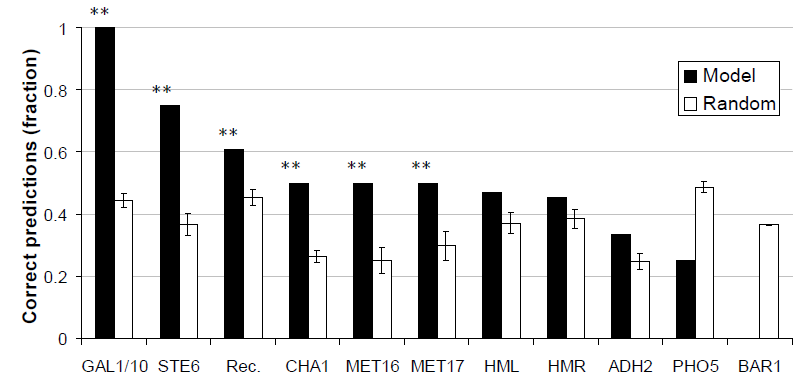 **
1
**
0.8
Model
Random
**
0.6
** ** **
0.4
0.2
0
Correct predictions (fraction)
GAL1/10 STE6 Rec. CHA1 MET16 MET17 HML HMR ADH2 PHO5 BAR1